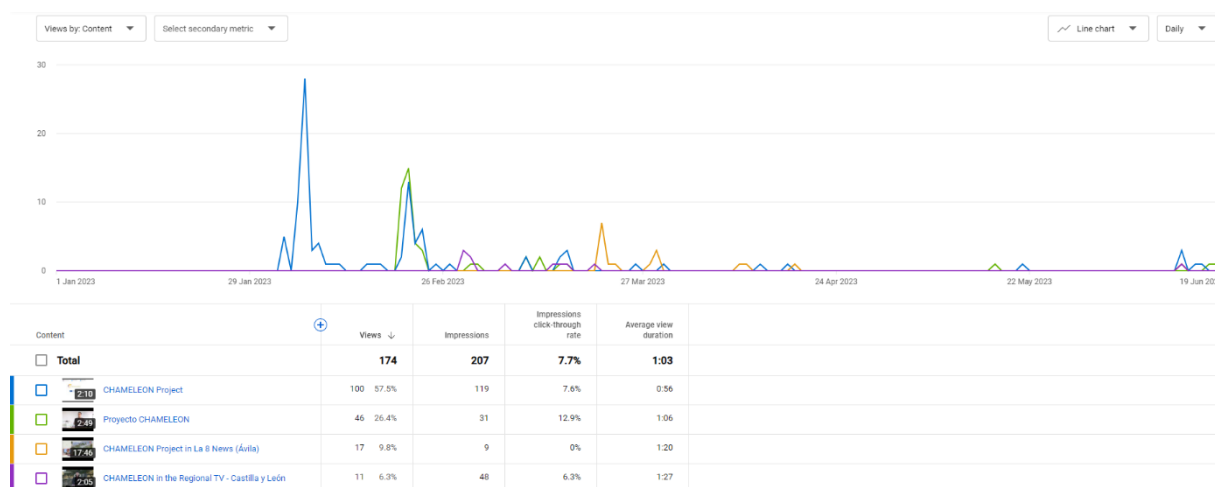 Views by: Content
Select secondary metric
Line chart
Daily
30
20
10
0
1 Jan 2023
29 Jan 2023
26 Feb 2023
27 Mar 2023
24 Apr 2023
22 May 2023
19 Jun 20
Content
Views ↓
Impressions
Impressions
click-through
rate
Average view
duration
Total 174 207 7.7% 1:03
2:10 CHAMELEON Project 100 57.5% 119 7.6% 0:56
2:49 Proyecto CHAMELEON 46 26.4% 31 12.9% 1:06
17:46 CHAMELEON Project in La 8 News (Ávila) 17 9.8% 9 0% 1:20
2:05 CHAMELEON in the Regional TV - Castilla y León 11 6.3% 48 6.3% 1:27